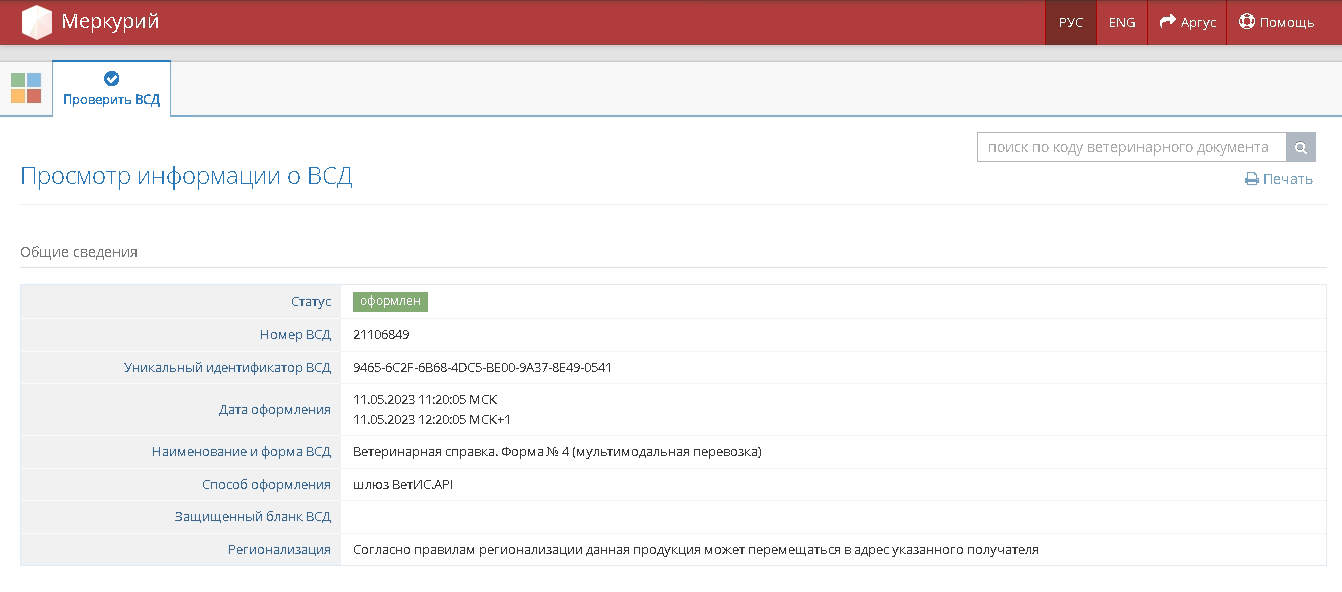 Меркурий
РУС
ENG
Аргус
Помощь
Проверить ВСД
поиск по коду ветеринарного документа
Просмотр информации о ВСД
Печать
Общие сведения
Статус оформлен
Номер ВСД 21106849
Уникальный идентификатор ВСД 9465-6C2F-6B68-4DC5-BE00-9A37-8E49-0541
Дата оформления
11.05.2023 11:20:05 МСК
11.05.2023 12:20:05 МСК+1
Наименование и форма ВСД Ветеринарная справка. Форма № 4 (мультимодальная перевозка)
Способ оформления шлюз ВетИС.API
Защищенный бланк ВСД
Регионализация Согласно правилам регионализации данная продукция может перемещаться в адрес указанного получателя